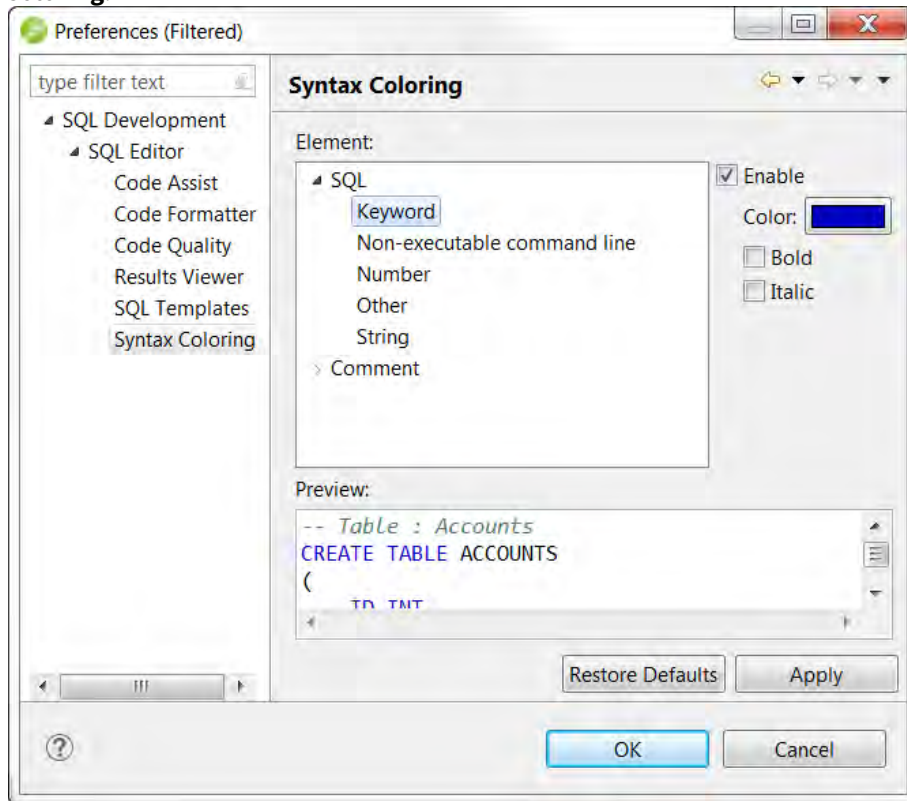 Preferences (Filtered)
type filter text
SQL Development
SQL Editor
Code Assist
Code Formatter
Code Quality
Results Viewer
SQL Templates
Syntax Coloring
Syntax Coloring
Element:
SQL
Keyword
Non-executable command line
Number
Other
String
Comment
Enable
Color:
Bold
Italic
Preview:
-- Table : Accounts
CREATE TABLE ACCOUNTS
(
ID INT
Restore Defaults
Apply
OK
Cancel